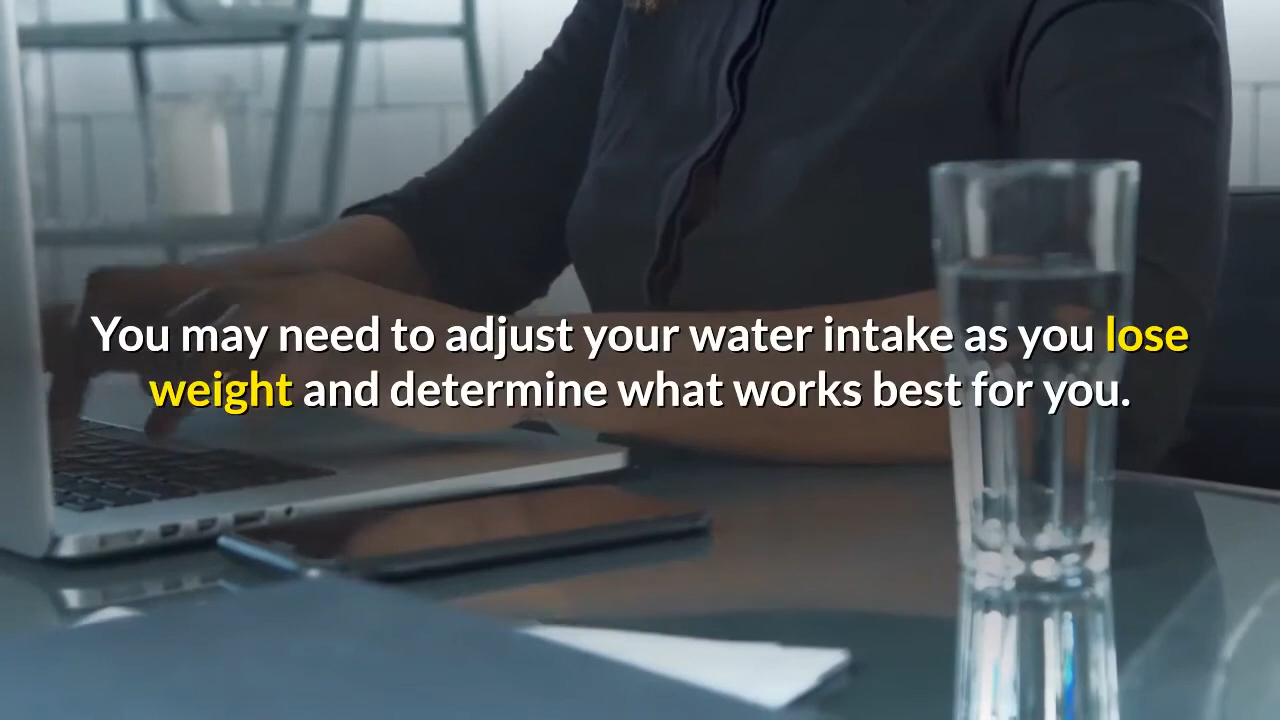 You may need to adjust your water intake as you lose
weight and determine what works best for you.